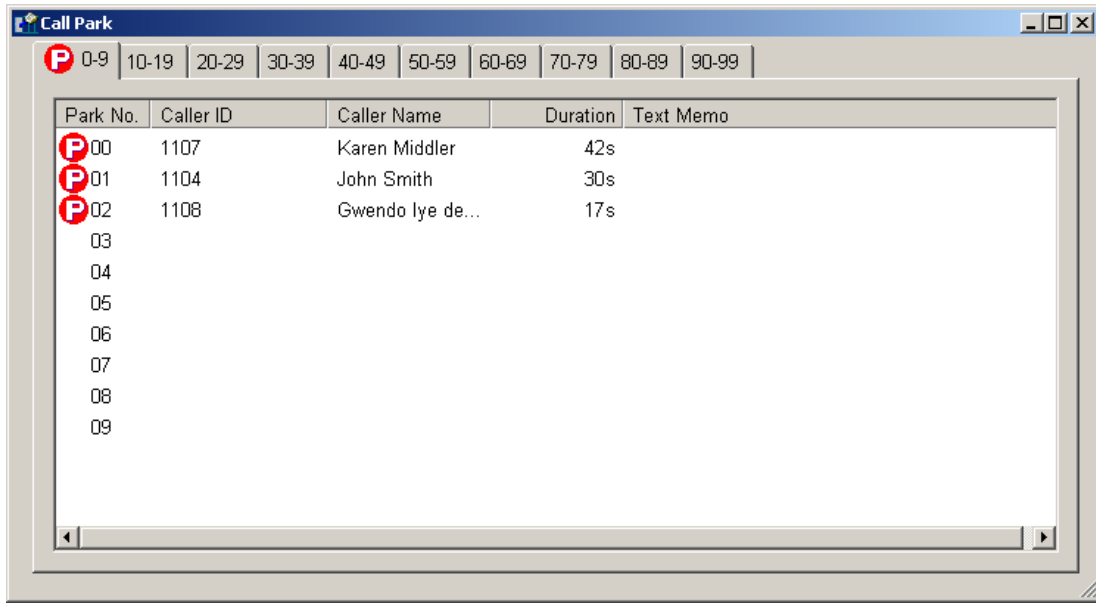 Call Park
P 0-9 10-19 20-29 30-39 40-49 50-59 60-69 70-79 80-89 90-99
Park No. Caller ID Caller Name Duration Text Memo
P 00 1107 Karen Middler 42s
P 01 1104 John Smith 30s
P 02 1108 Gwendo lye de... 17s
03
04
05
06
07
08
09